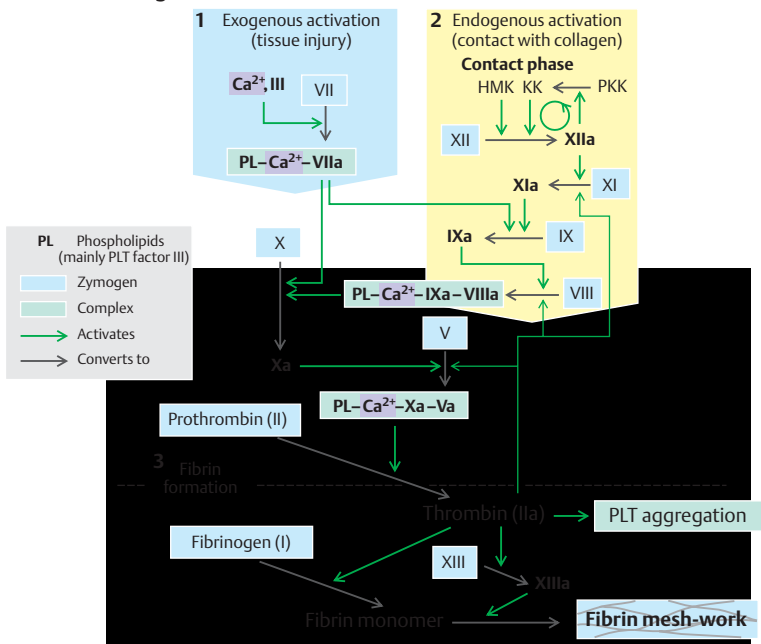 1 Exogenous activation
(tissue injury)
2 Endogenous activation
(contact with collagen)
Contact phase
Ca²⁺, III
VII
HMK KK PKK
XII
XIIa
PL–Ca²⁺–VIIa
XIa
XI
X
IXa
IX
PL Phospholipids
(mainly PLT factor III)
Zymogen
Complex
Activates
Converts to
PL–Ca²⁺–IXa–VIIIa
VIII
V
Xa
PL–Ca²⁺–Xa–Va
Prothrombin (II)
3 Fibrin
formation
Thrombin (IIa)
PLT aggregation
Fibrinogen (I)
XIII
XIIIa
Fibrin monomer
Fibrin mesh-work